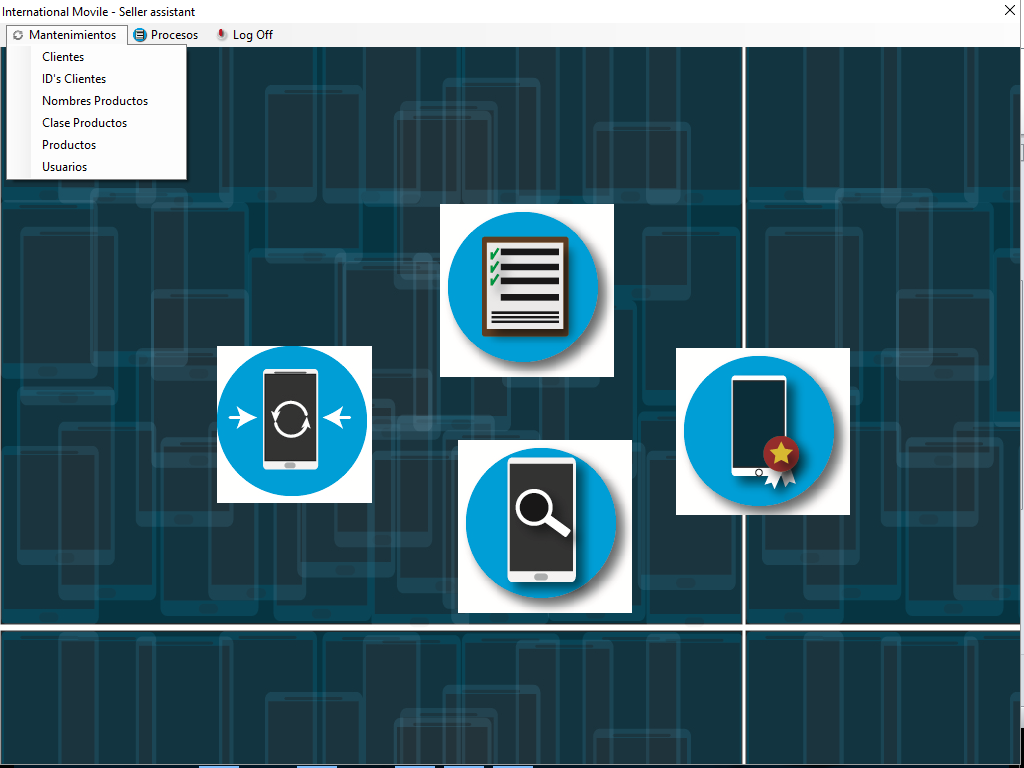 International Movile - Seller assistant
Mantenimientos Procesos Log Off
Clientes
ID's Clientes
Nombres Productos
Clase Productos
Productos
Usuarios